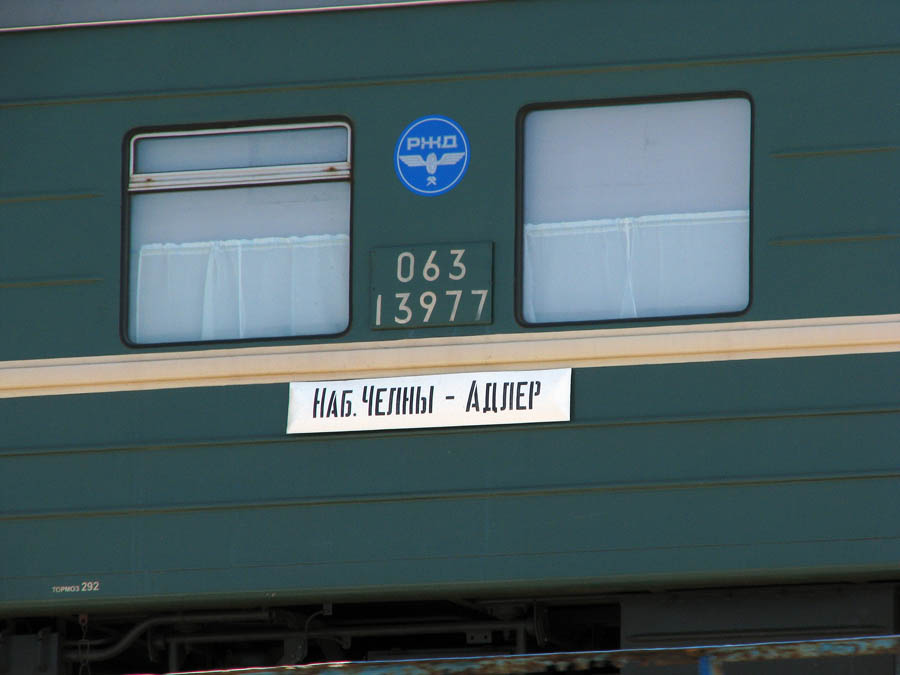 РЖД
063
13977
НАБ. ЧЕЛНЫ - АДЛЕР
ТОРМОЗ 292